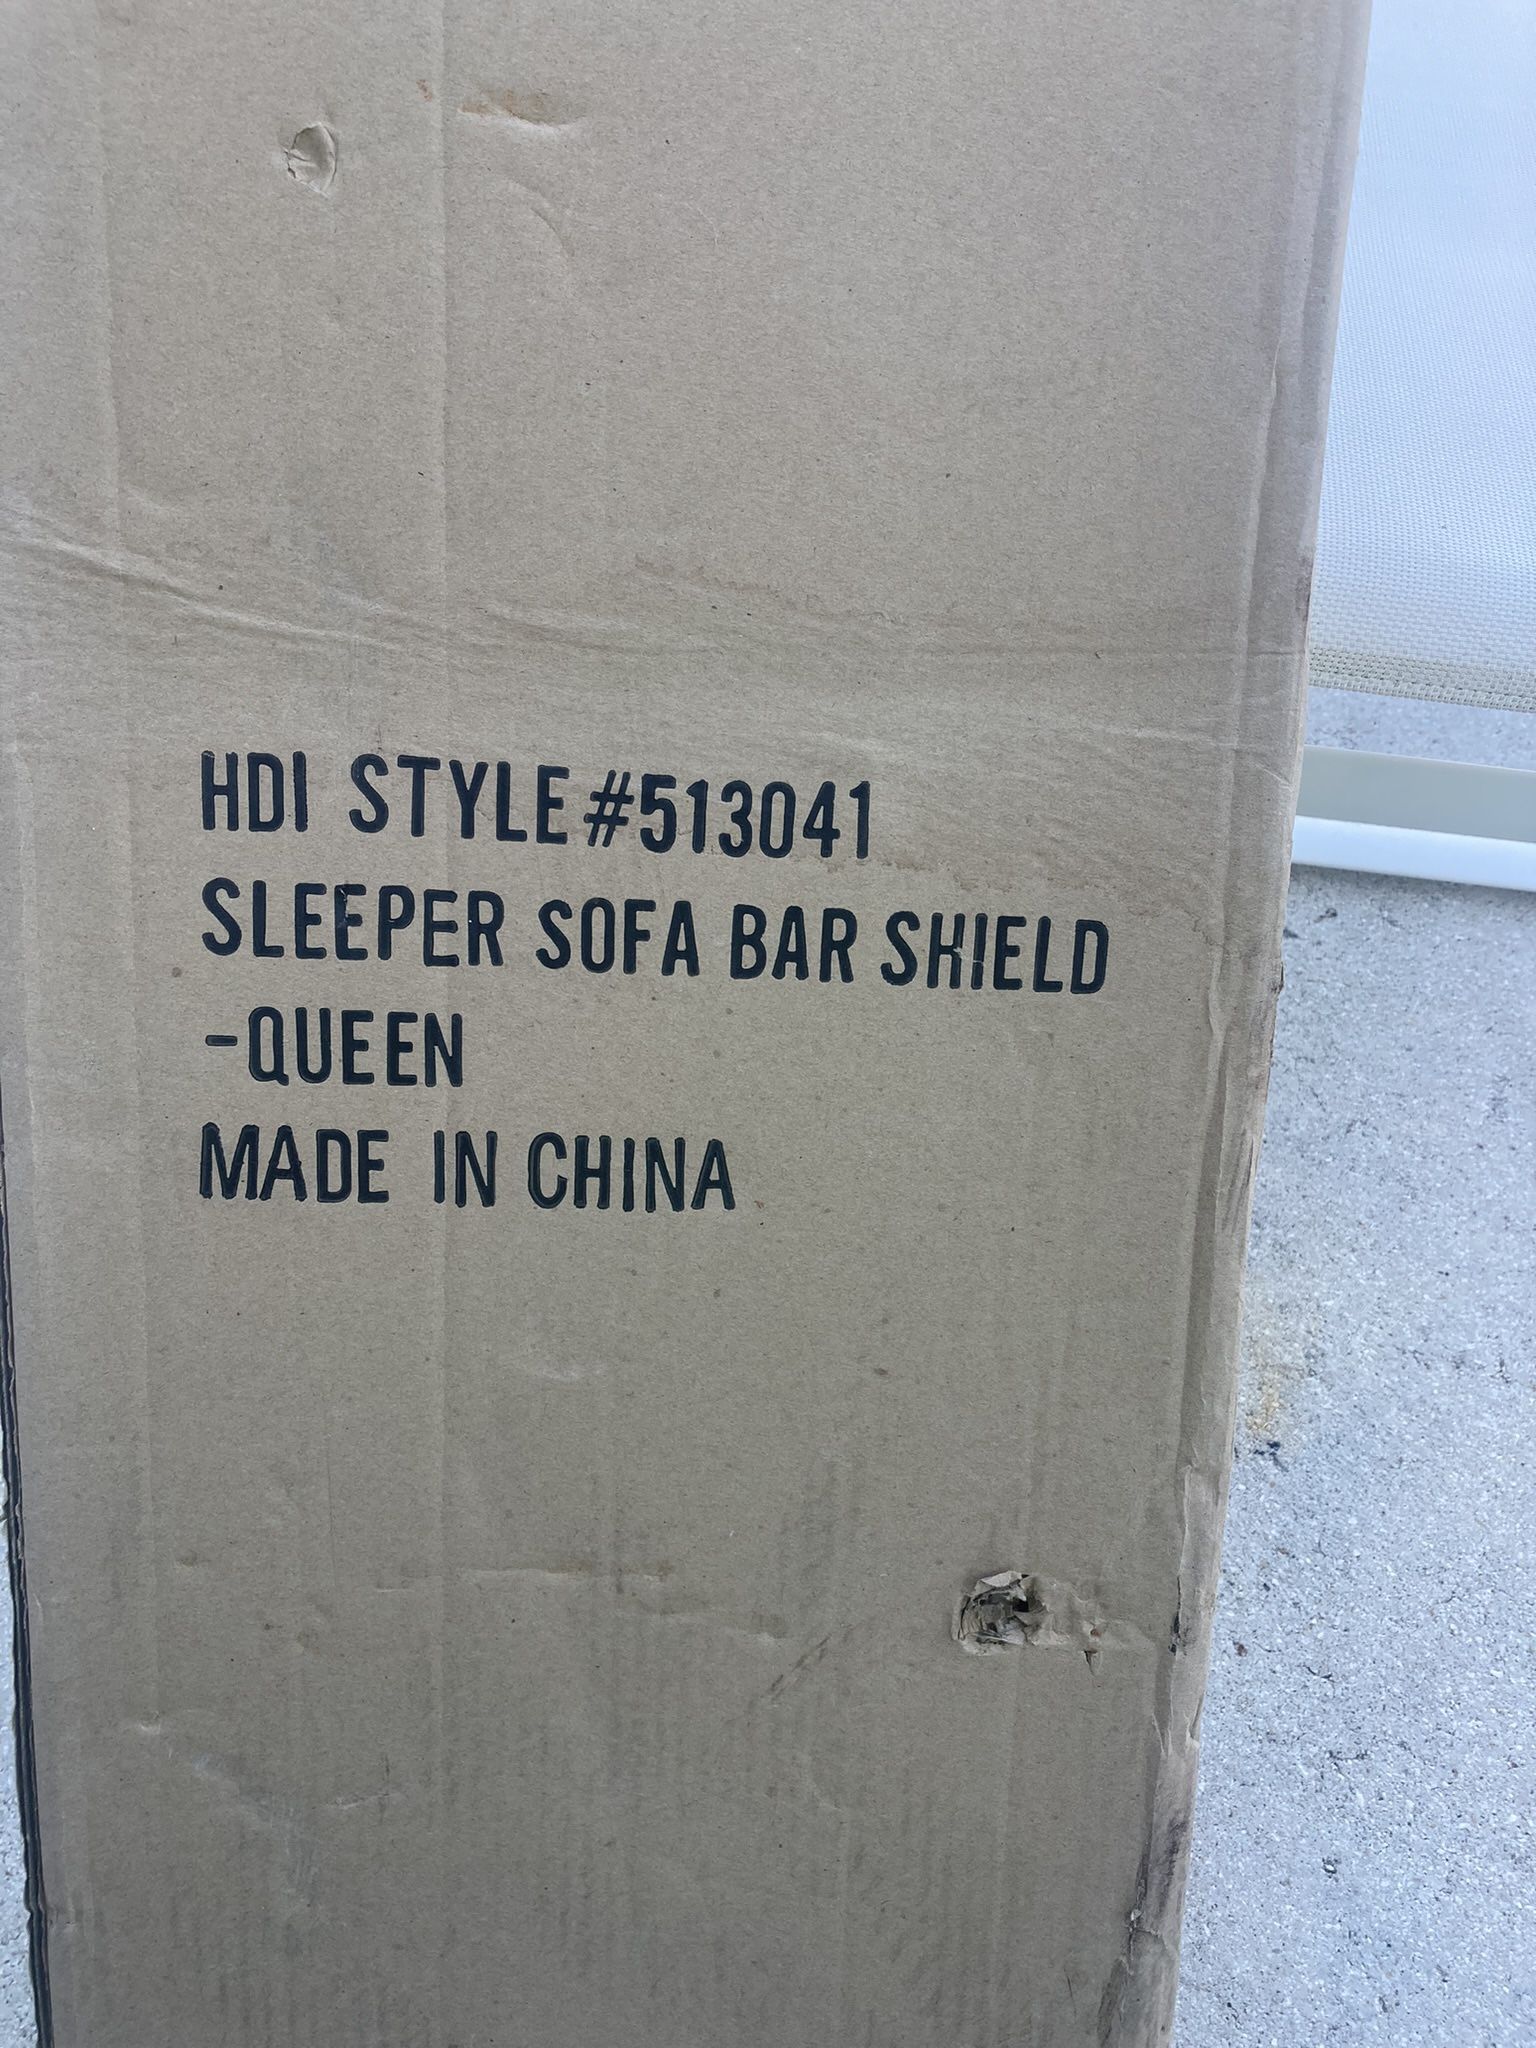 HDI STYLE #513041
SLEEPER SOFA BAR SHIELD
-QUEEN
MADE IN CHINA